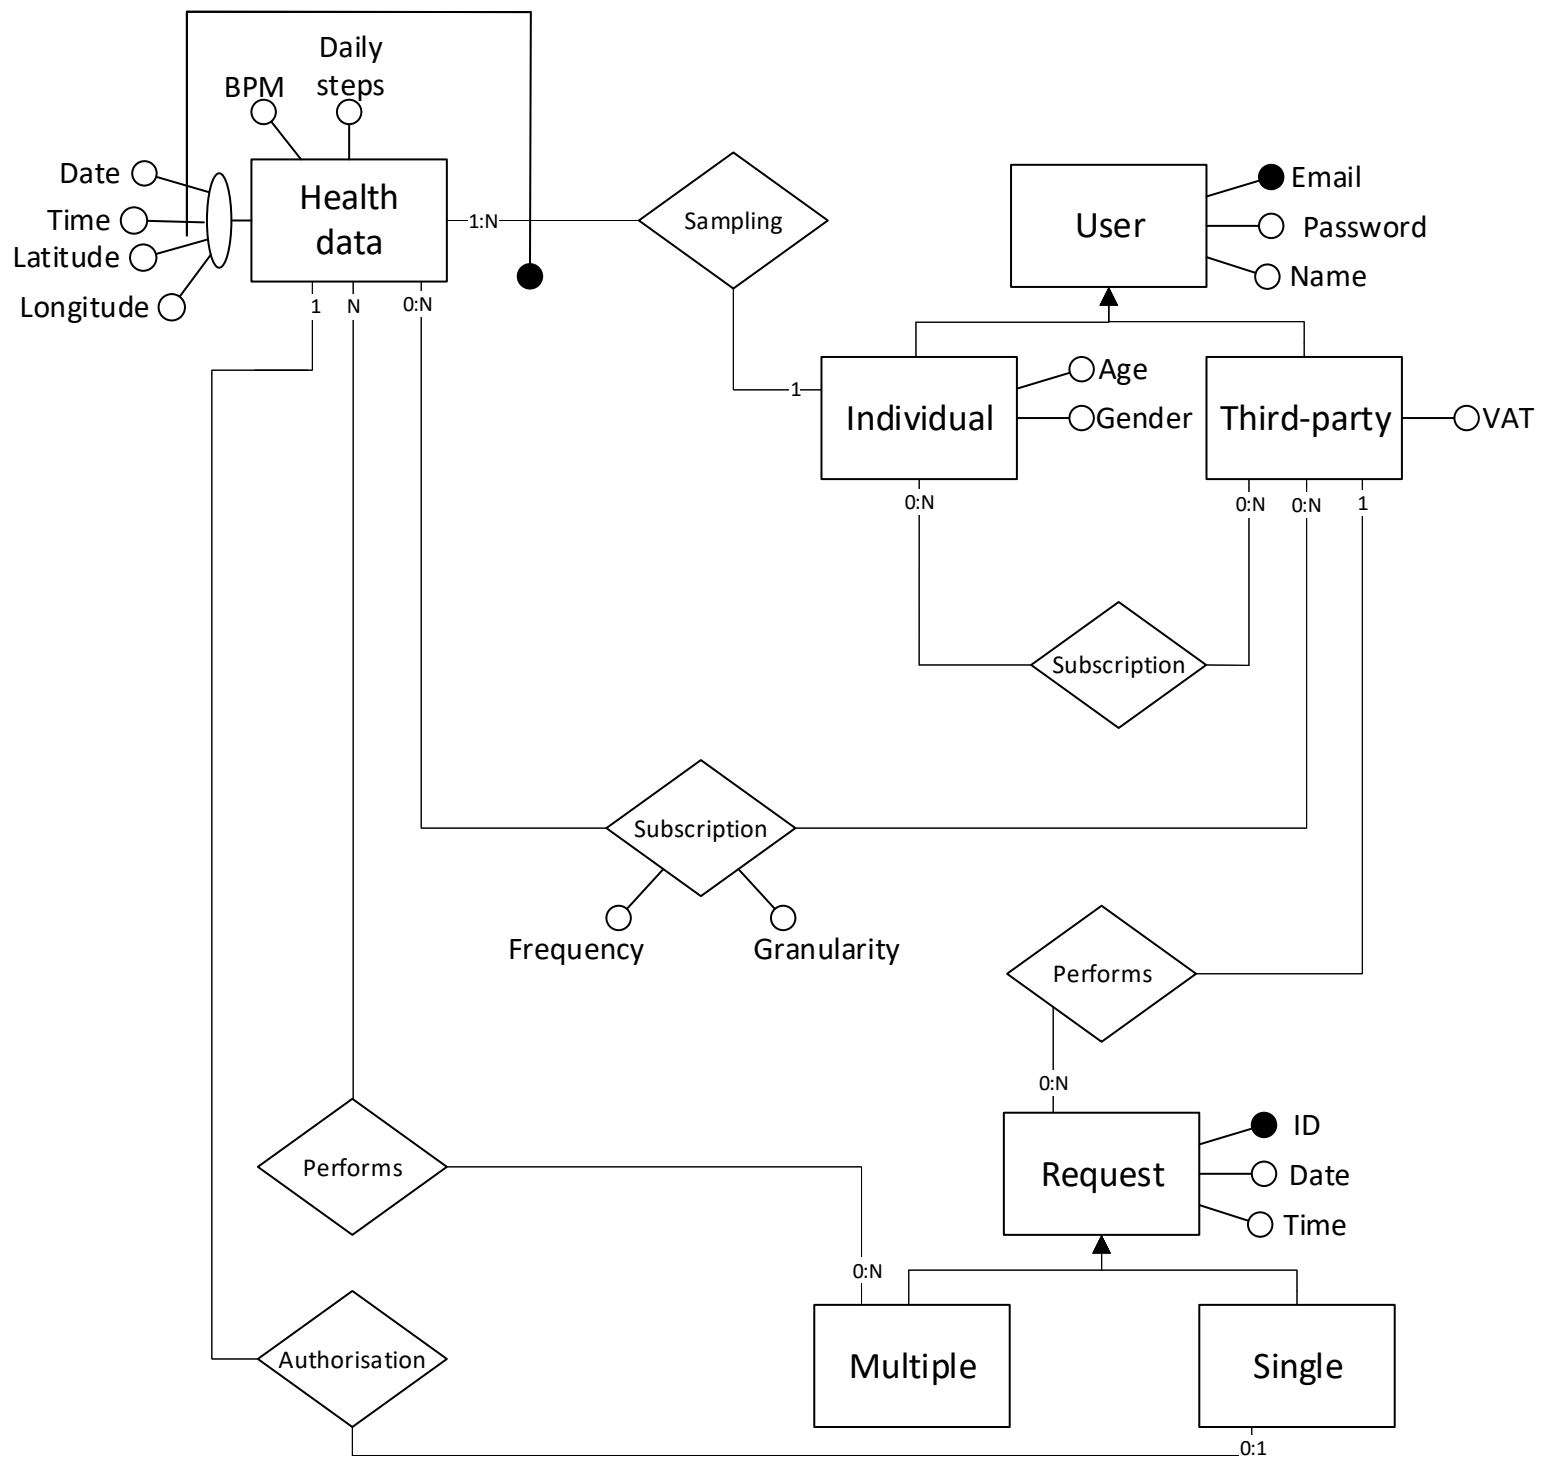 Daily
steps
BPM
Date
Time
Latitude
Longitude
Health
data
1:N
Sampling
User
Email
Password
Name
1
N
0:N
1
Individual
Age
Gender
Third-party
VAT
0:N
0:N
0:N
1
Subscription
Subscription
Frequency
Granularity
Performs
0:N
Request
ID
Date
Time
Performs
0:N
Multiple
Single
Authorisation
0:1